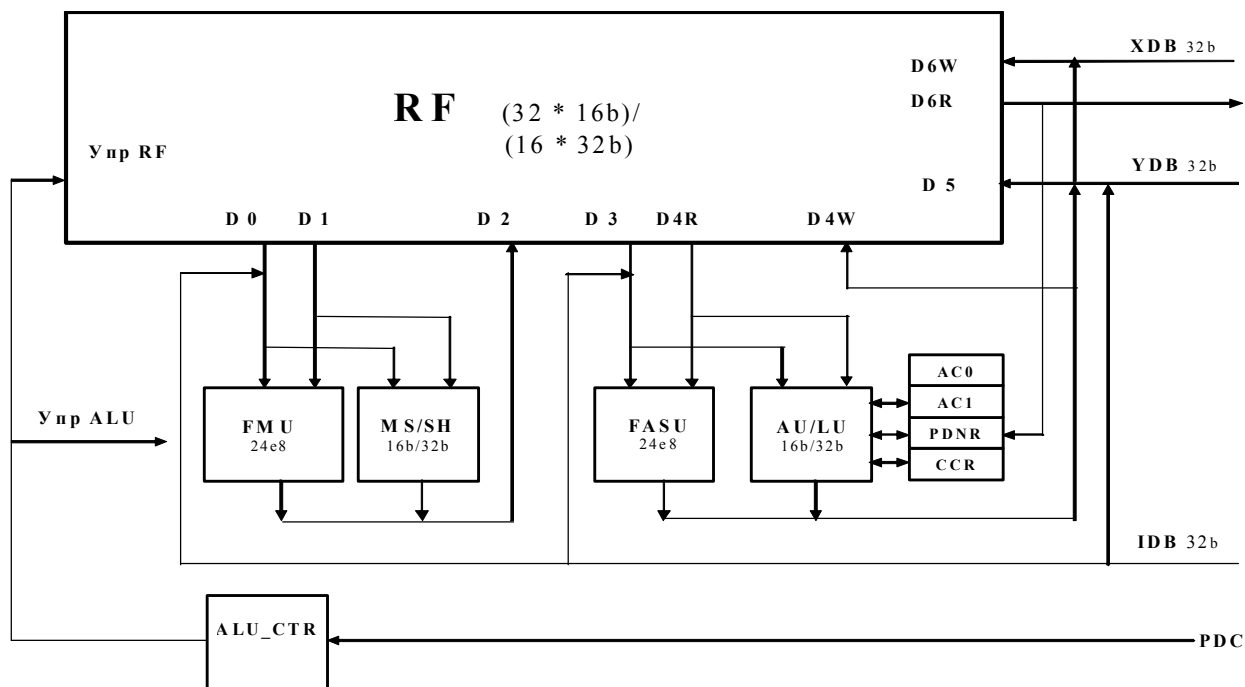 XDB 32b
D6W
RF (32 * 16b)/
(16 * 32b)
D6R
Упр RF
YDB 32b
D 5
D 0 D 1 D 2 D 3 D4R D4W
AC0
AC1
Упр ALU
FMU
24e8
MS/SH
16b/32b
FASU
24e8
AU/LU
16b/32b
PDNR
CCR
IDB 32b
ALU_CTR
PDC